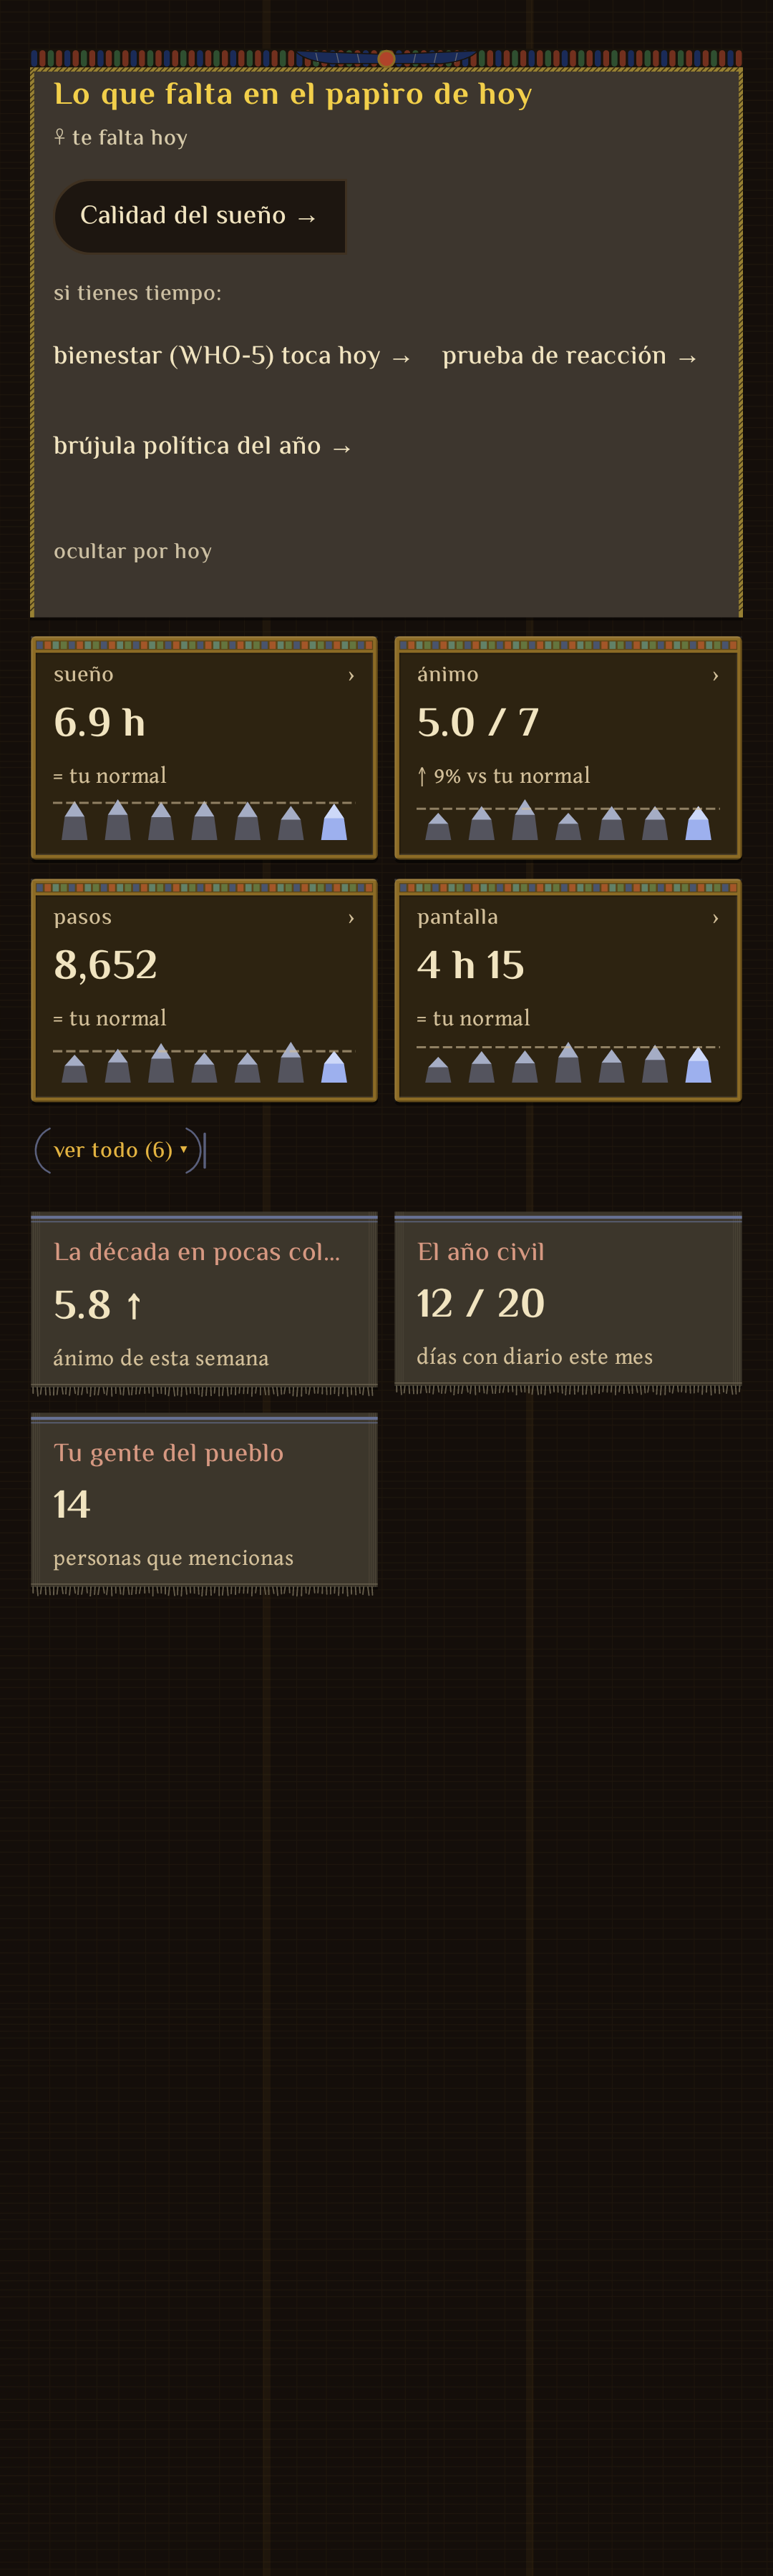 Lo que falta en el papiro de hoy
♀ te falta hoy
Calidad del sueño →
si tienes tiempo:
bienestar (WHO-5) toca hoy → prueba de reacción →
brújula política del año →
ocultar por hoy
sueño ›
6.9 h
= tu normal
ánimo ›
5.0 / 7
↑ 9% vs tu normal
pasos ›
8,652
= tu normal
pantalla ›
4 h 15
= tu normal
ver todo (6) ▾
La década en pocas col...
5.8 ↑
ánimo de esta semana
El año civil
12 / 20
días con diario este mes
Tu gente del pueblo
14
personas que mencionas